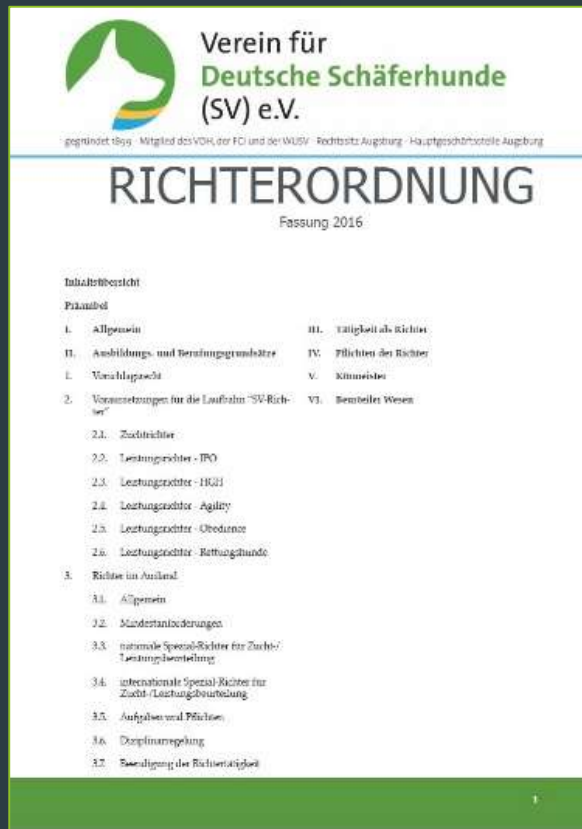 Verein für
Deutsche Schäferhunde
(SV) e.V.
gegründet 1899 · Mitglied des VDH, der FCI und der WUSV · Rechtssitz Augsburg · Hauptgeschäftsstelle Augsburg
RICHTERORDNUNG
Fassung 2016
Inhaltsübersicht
Präambel
I. Allgemein
II. Ausbildungs- und Berufungsgrundsätze
1. Vorschlagsrecht
2. Voraussetzungen für die Laufbahn "SV-Rich-
ter"
2.1. Zuchtrichter
2.2. Leistungsrichter - IPO
2.3. Leistungsrichter - HGH
2.4. Leistungsrichter - Agility
2.5. Leistungsrichter - Obedience
2.6. Leistungsrichter - Rettungshunde
3. Richter im Ausland
3.1. Allgemein
3.2. Mindestanforderungen
3.3. nationale Spezial-Richter für Zucht-/
Leistungsbeurteilung
3.4. internationale Spezial-Richter für
Zucht-/Leistungsbeurteilung
3.5. Aufgaben und Pflichten
3.6. Disziplinarregelung
3.7. Beendigung der Richtertätigkeit
III. Tätigkeit als Richter
IV. Pflichten der Richter
V. Körmeister
VI. Beurteiler Wesen
1